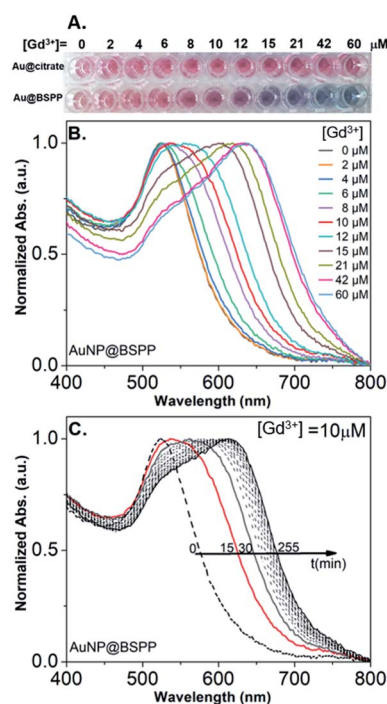 A.
[Gd3+]= 0 2 4 6 8 10 12 15 21 42 60 μM
Au@citrate
Au@BSPP
B.
[Gd3+]
0 μM
2 μM
4 μM
6 μM
8 μM
10 μM
12 μM
15 μM
21 μM
42 μM
60 μM
Normalized Abs. (a.u.)
1.0
0.5
0.0
AuNP@BSPP
400 500 600 700 800
Wavelength (nm)
C.
[Gd3+] =10μM
Normalized Abs. (a.u.)
1.0
0.5
0.0
0 15 30 255
t(min)
AuNP@BSPP
400 500 600 700 800
Wavelength (nm)